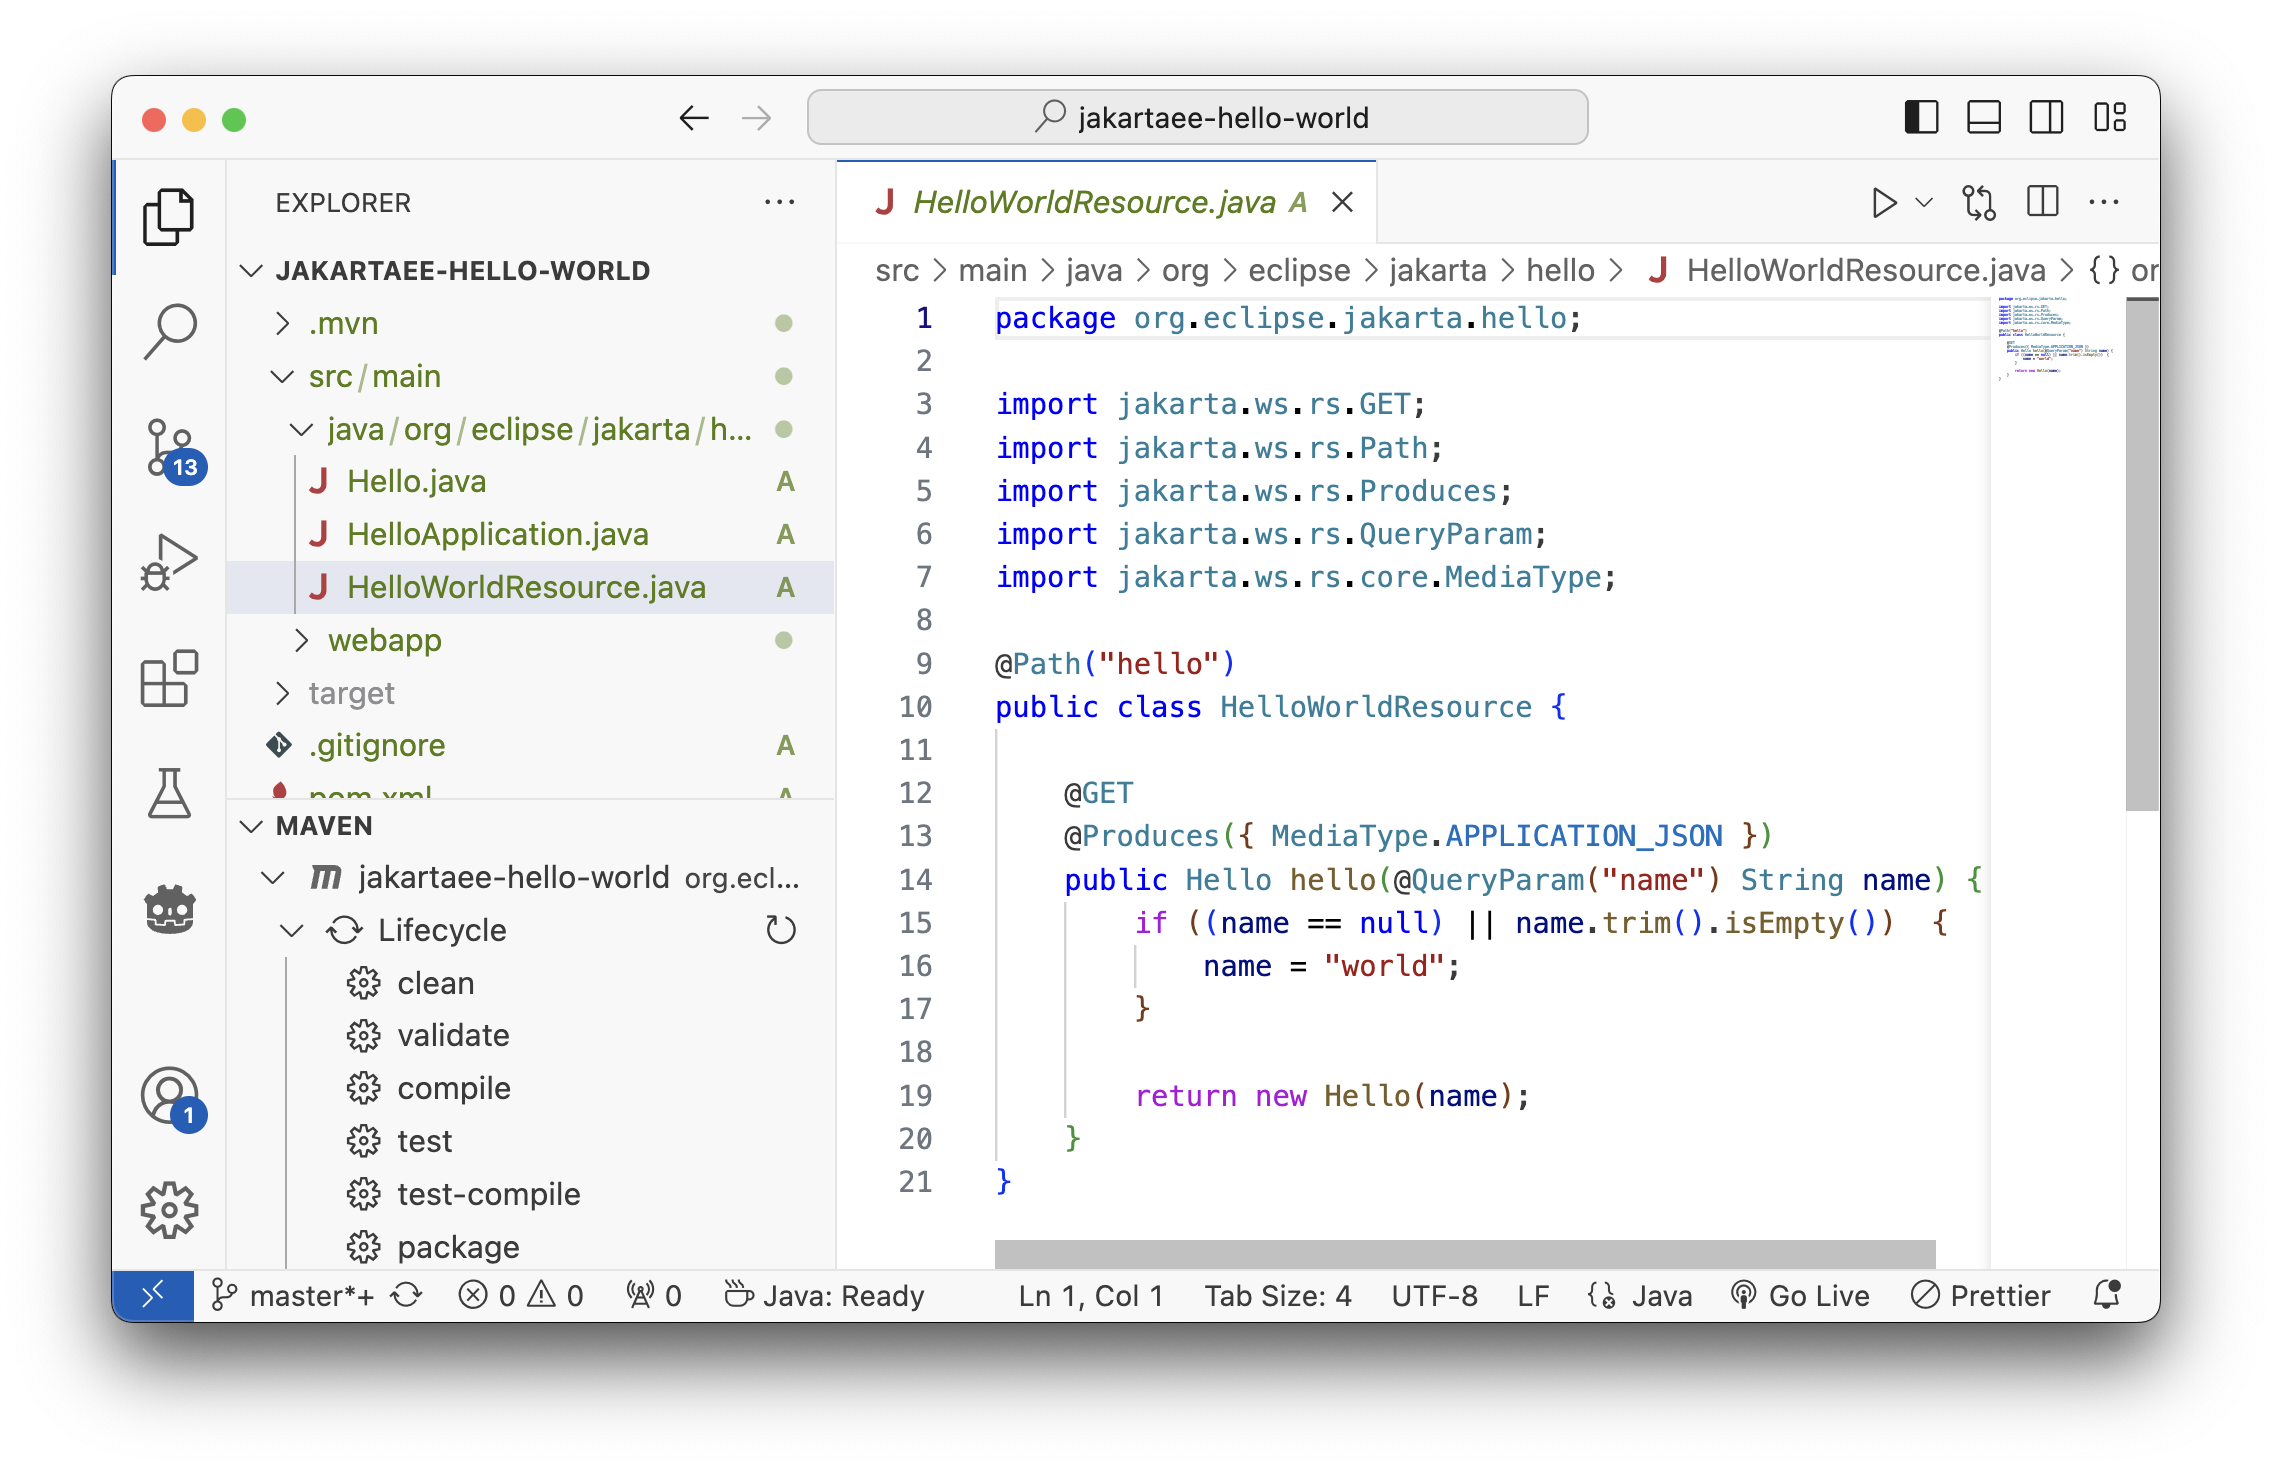 jakartaee-hello-world
EXPLORER
JAKARTAEE-HELLO-WORLD
.mvn
src/main
java/org/eclipse/jakarta/h...
Hello.java A
HelloApplication.java A
HelloWorldResource.java A
webapp
target
.gitignore A
pom.xml A
MAVEN
jakartaee-hello-world org.ecl...
Lifecycle
clean
validate
compile
test
test-compile
package
13
1
HelloWorldResource.java A
src > main > java > org > eclipse > jakarta > hello > HelloWorldResource.java > {} or
1 package org.eclipse.jakarta.hello;
2
3 import jakarta.ws.rs.GET;
4 import jakarta.ws.rs.Path;
5 import jakarta.ws.rs.Produces;
6 import jakarta.ws.rs.QueryParam;
7 import jakarta.ws.rs.core.MediaType;
8
9 @Path("hello")
10 public class HelloWorldResource {
11
12     @GET
13     @Produces({ MediaType.APPLICATION_JSON })
14     public Hello hello(@QueryParam("name") String name) {
15         if ((name == null) || name.trim().isEmpty())  {
16             name = "world";
17         }
18
19         return new Hello(name);
20     }
21 }
master*+ 0 0 0 Java: Ready Ln 1, Col 1 Tab Size: 4 UTF-8 LF Java Go Live Prettier